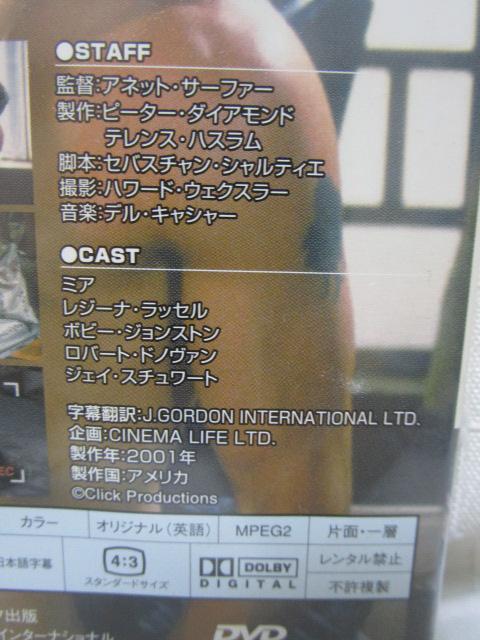 ●STAFF
監督:アネット・サーファー
製作:ピーター・ダイアモンド
テレンス・ハスラム
脚本:セバスチャン・シャルティエ
撮影:ハワード・ウェクスラー
音楽:デル・キャシャー
●CAST
ミア
レジーナ・ラッセル
ボビー・ジョンストン
ロバート・ドノヴァン
ジェイ・スチュワート
字幕翻訳:J.GORDON INTERNATIONAL LTD.
企画:CINEMA LIFE LTD.
製作年:2001年
製作国:アメリカ
©Click Productions
カラー オリジナル(英語) MPEG2 片面・一層
日本語字幕 4:3 スタンダードサイズ DOLBY DIGITAL レンタル禁止
不許複製
出版
インターナショナル
DVD